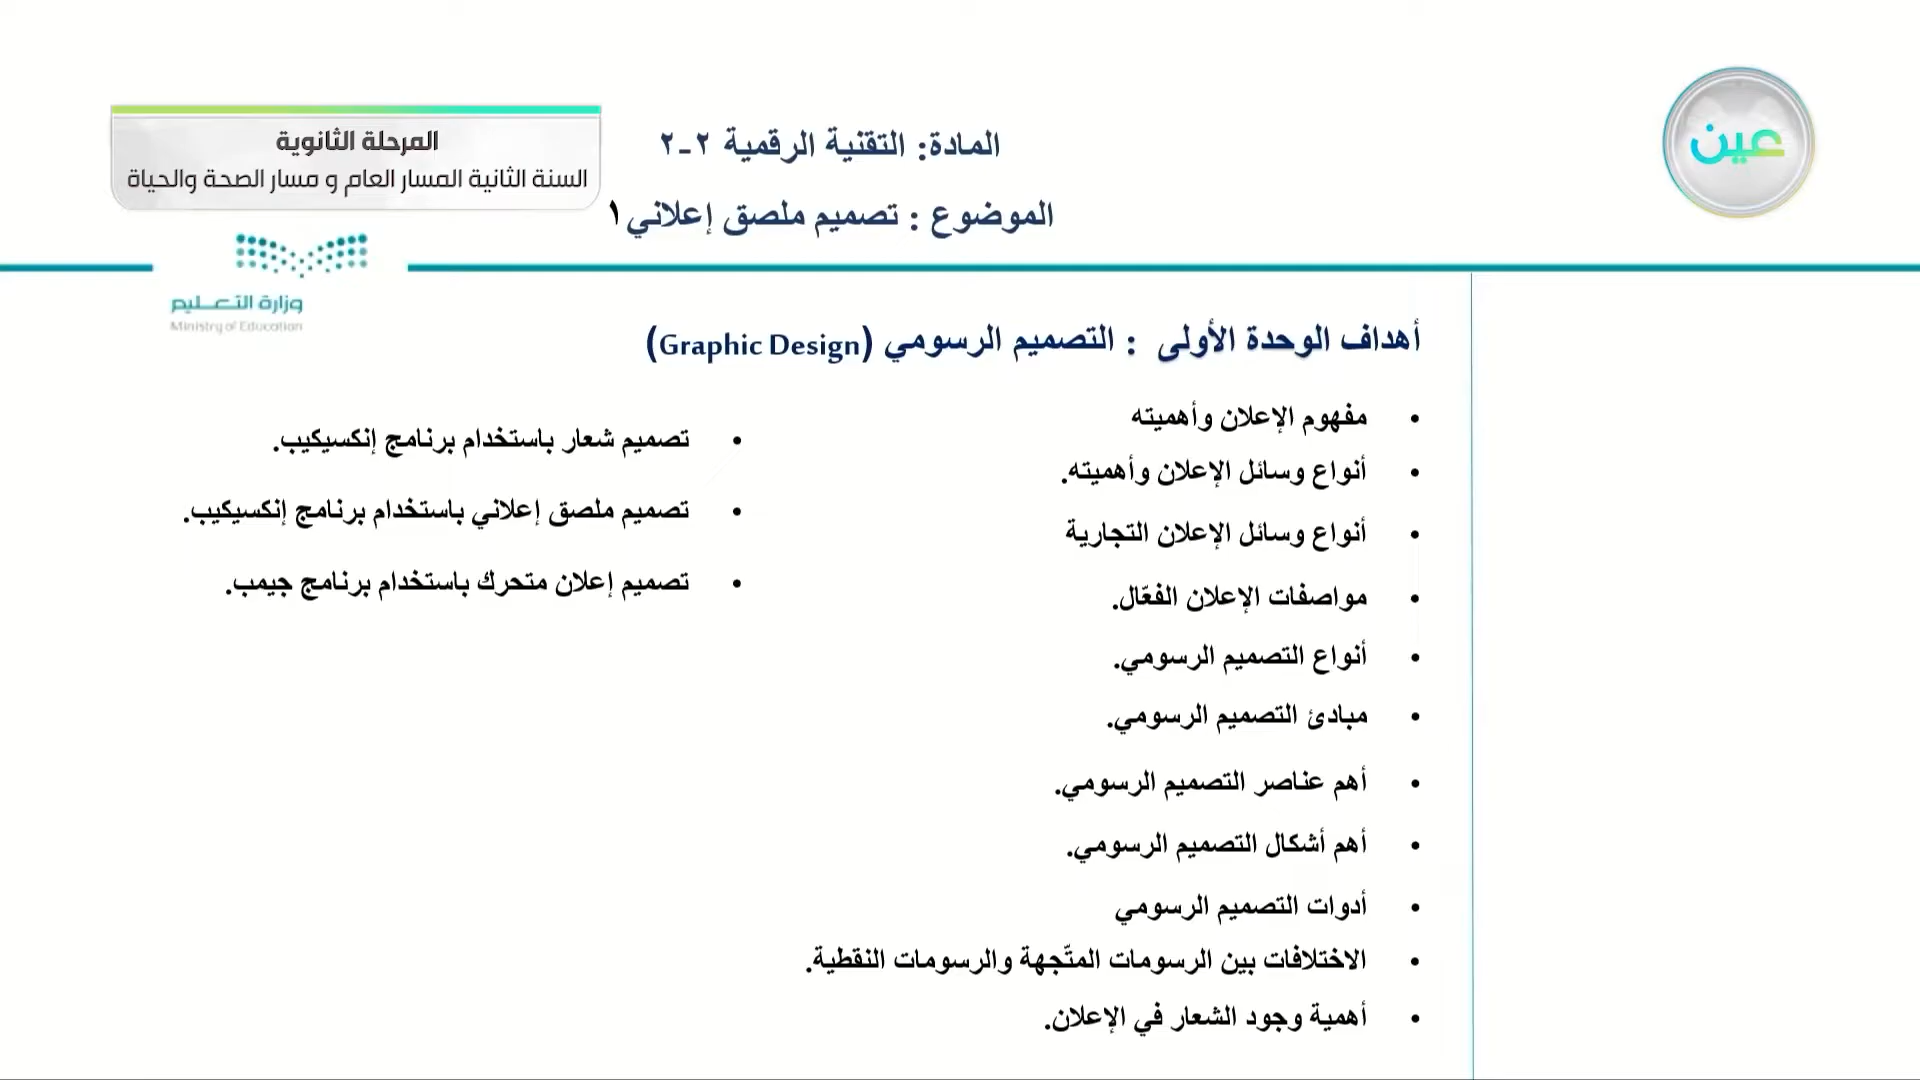 عين
المادة: التقنية الرقمية ٢-٢
الموضوع : تصميم ملصق إعلاني ١
المرحلة الثانوية
السنة الثانية المسار العام و مسار الصحة والحياة
وزارة التعليم
Ministry of Education
أهداف الوحدة الأولى : التصميم الرسومي (Graphic Design)
• مفهوم الإعلان وأهميته
• أنواع وسائل الإعلان وأهميته.
• أنواع وسائل الإعلان التجارية
• مواصفات الإعلان الفعّال.
• أنواع التصميم الرسومي.
• مبادئ التصميم الرسومي.
• أهم عناصر التصميم الرسومي.
• أهم أشكال التصميم الرسومي.
• أدوات التصميم الرسومي
• الاختلافات بين الرسومات المتّجهة والرسومات النقطية.
• أهمية وجود الشعار في الإعلان.
• تصميم شعار باستخدام برنامج إنكسيكيب.
• تصميم ملصق إعلاني باستخدام برنامج إنكسيكيب.
• تصميم إعلان متحرك باستخدام برنامج جيمب.